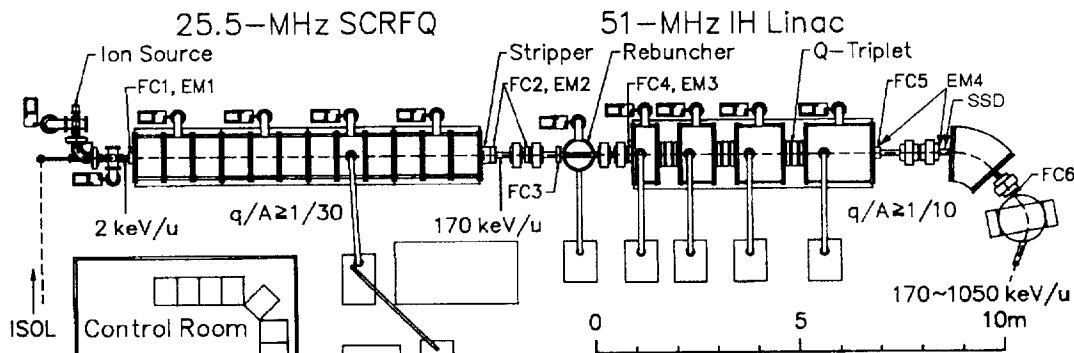 25.5-MHz SCRFQ
51-MHz IH Linac
Ion Source
Stripper
Rebuncher
Q-Triplet
FC1, EM1
FC2, EM2
FC4, EM3
FC5
EM4
SSD
FC3
FC6
2 keV/u
q/A≥1/30
170 keV/u
q/A≥1/10
170~1050 keV/u
ISOL
Control Room
0
5
10m